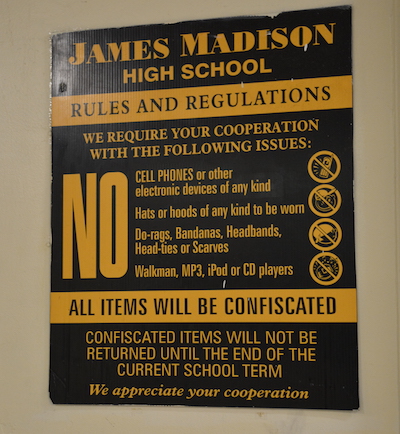 JAMES MADISON
HIGH SCHOOL
RULES AND REGULATIONS
WE REQUIRE YOUR COOPERATION
WITH THE FOLLOWING ISSUES:
NO
CELL PHONES or other
electronic devices of any kind
Hats or hoods of any kind to be worn
Do-rags, Bandanas, Headbands,
Head-ties or Scarves
Walkman, MP3, iPod or CD players
ALL ITEMS WILL BE CONFISCATED
CONFISCATED ITEMS WILL NOT BE
RETURNED UNTIL THE END OF THE
CURRENT SCHOOL TERM
We appreciate your cooperation